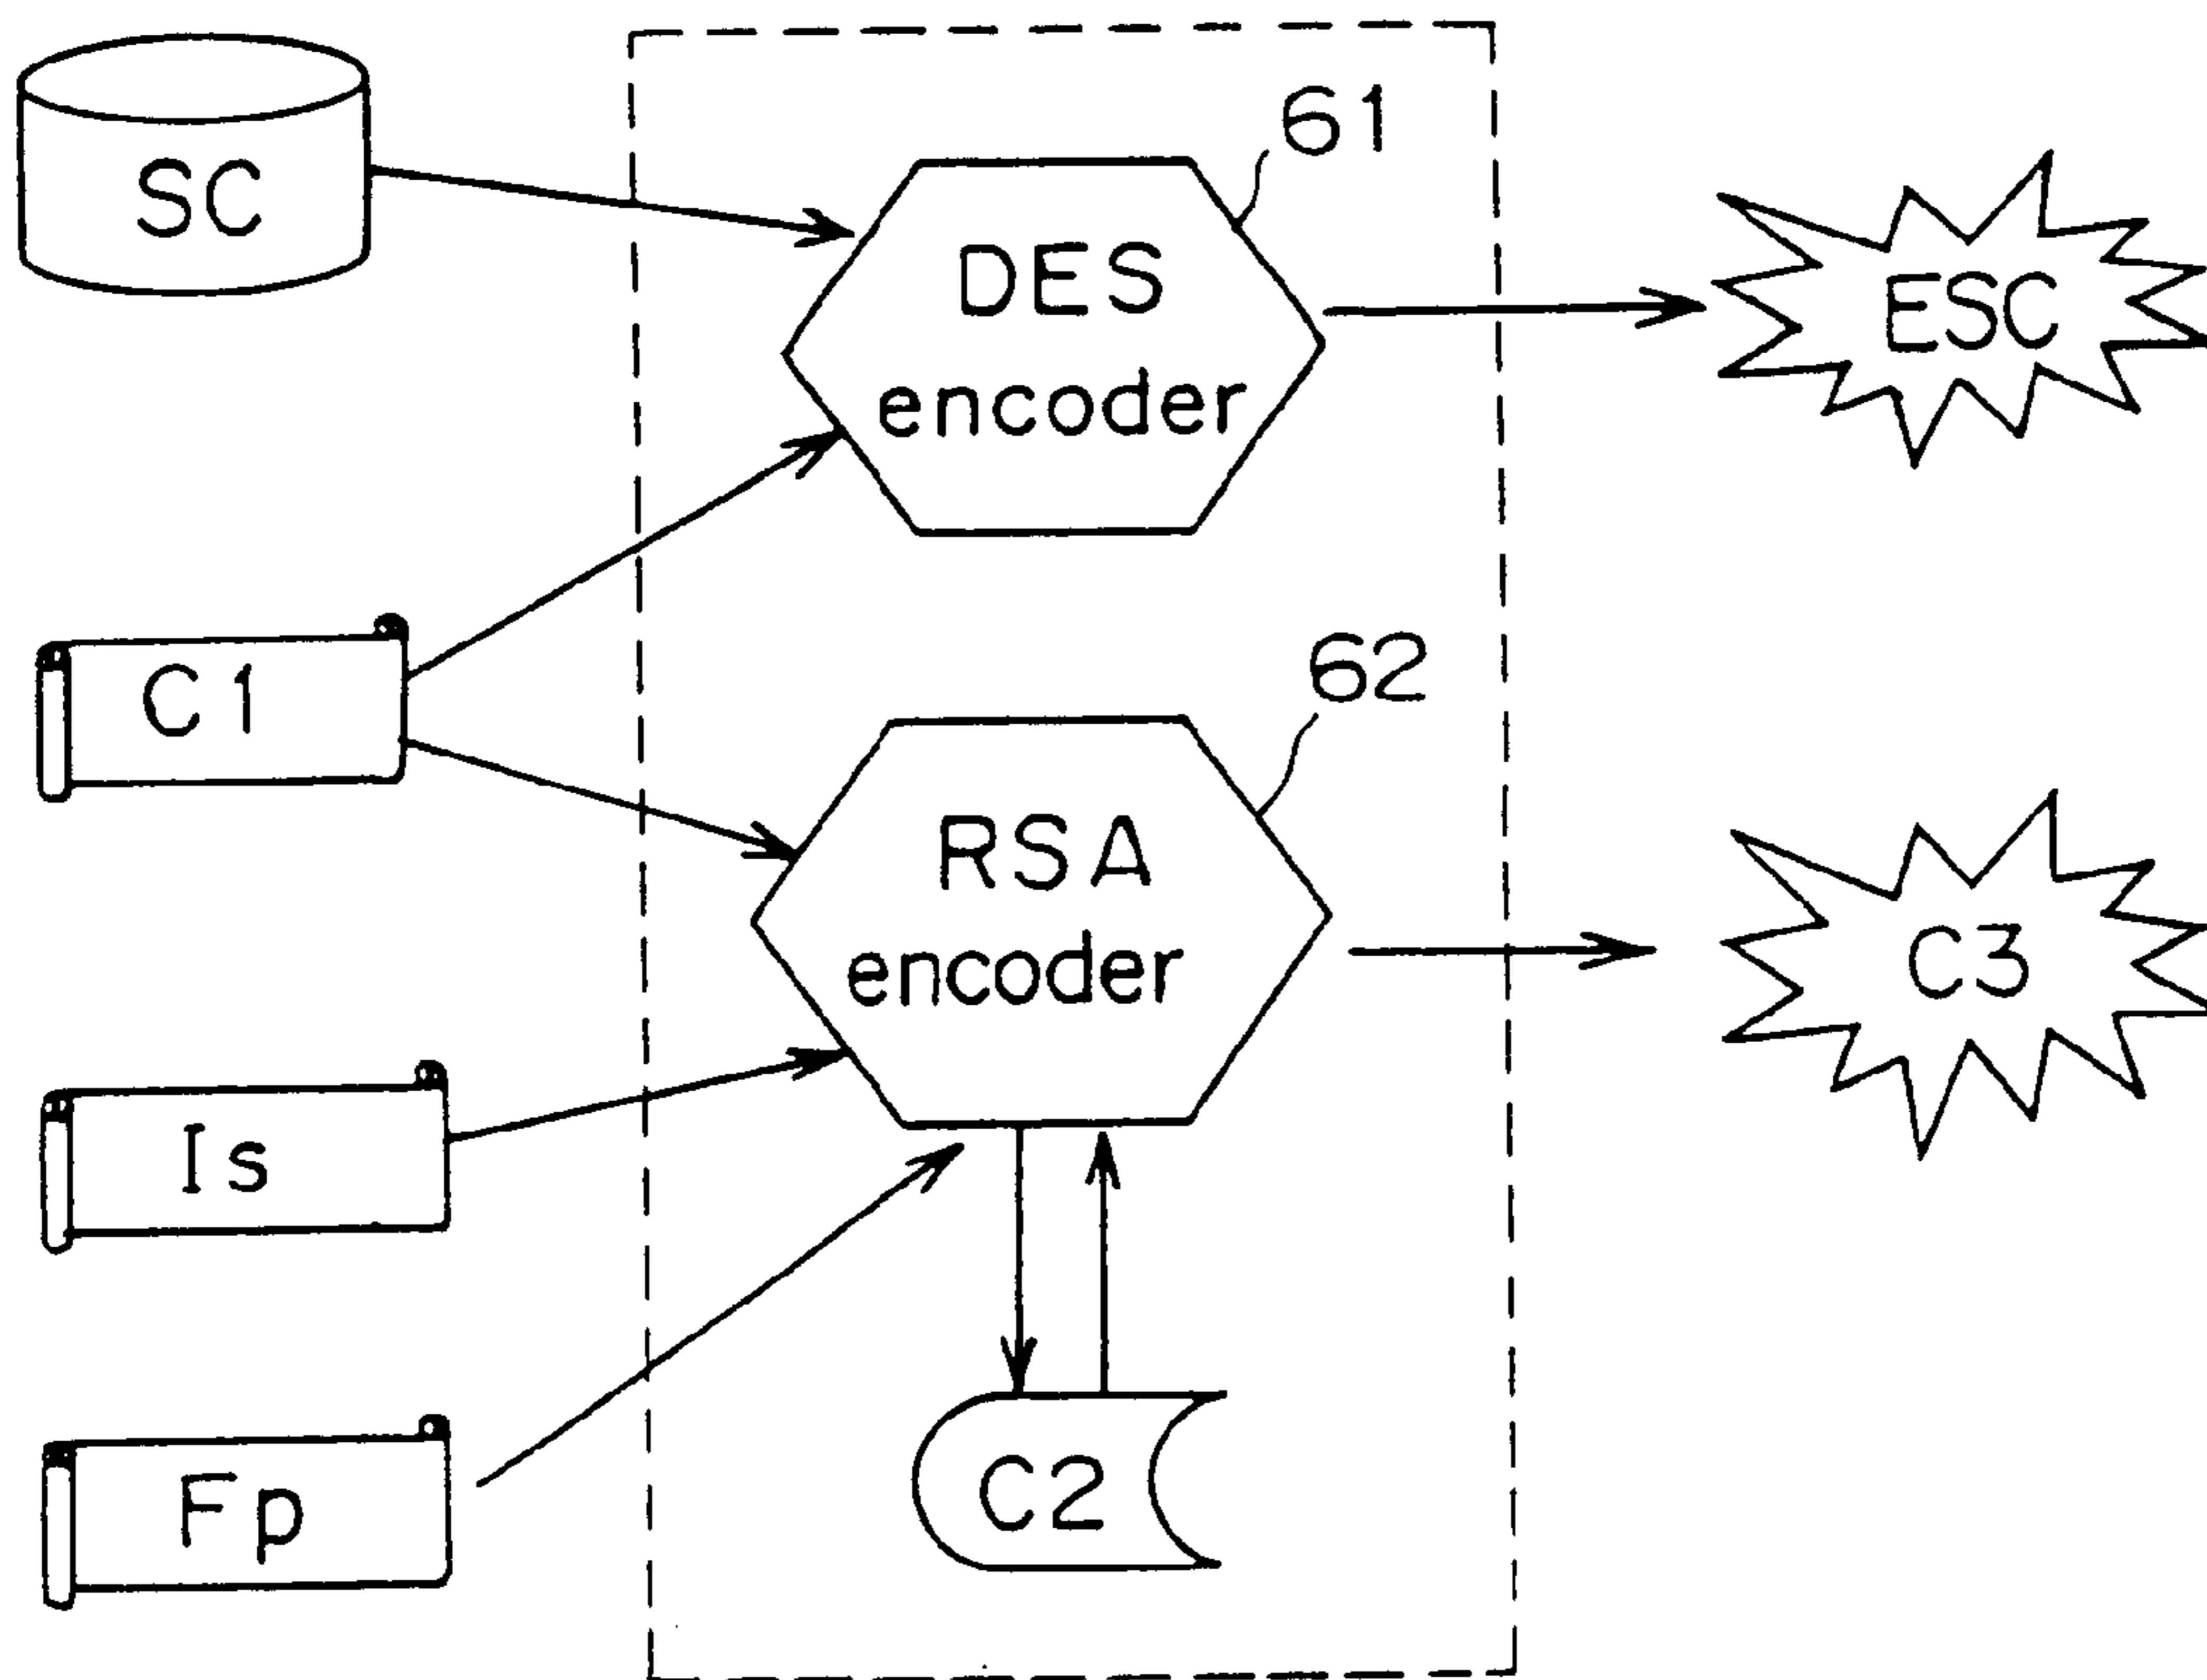 SC
61
DES
encoder
ESC
C1
62
RSA
encoder
C3
Is
Fp
C2